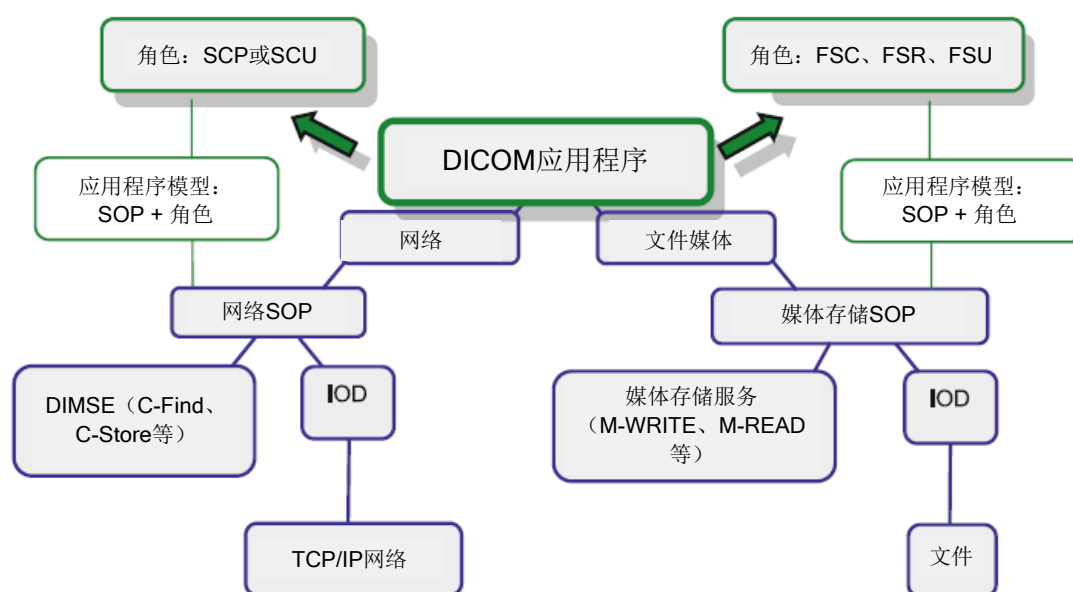 角色：SCP或SCU
角色：FSC、FSR、FSU
DICOM应用程序
应用程序模型：
SOP + 角色
应用程序模型：
SOP + 角色
网络
文件媒体
网络SOP
媒体存储SOP
DIMSE（C-Find、
C-Store等）
IOD
媒体存储服务
（M-WRITE、M-READ
等）
IOD
TCP/IP网络
文件